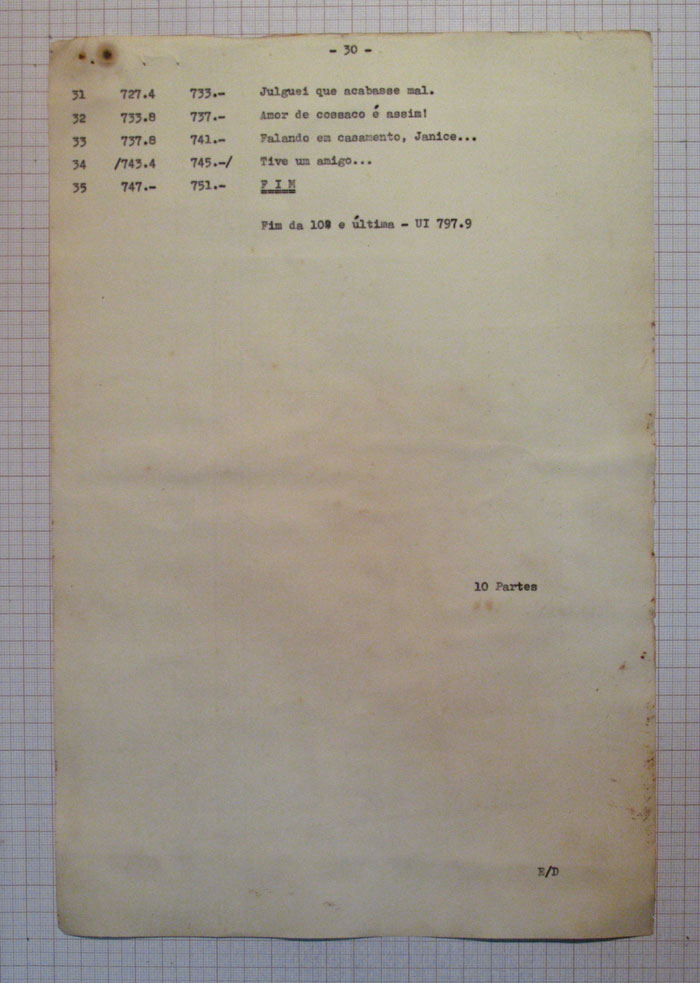 - 30 -
31 727.4 733.- Julguei que acabasse mal.
32 733.8 737.- Amor de cossaco é assim!
33 737.8 741.- Falando em casamento, Janice...
34 /743.4 745.-/ Tive um amigo...
35 747.- 751.- F I M
Fim da 10ª e última - UI 797.9
10 Partes
E/D